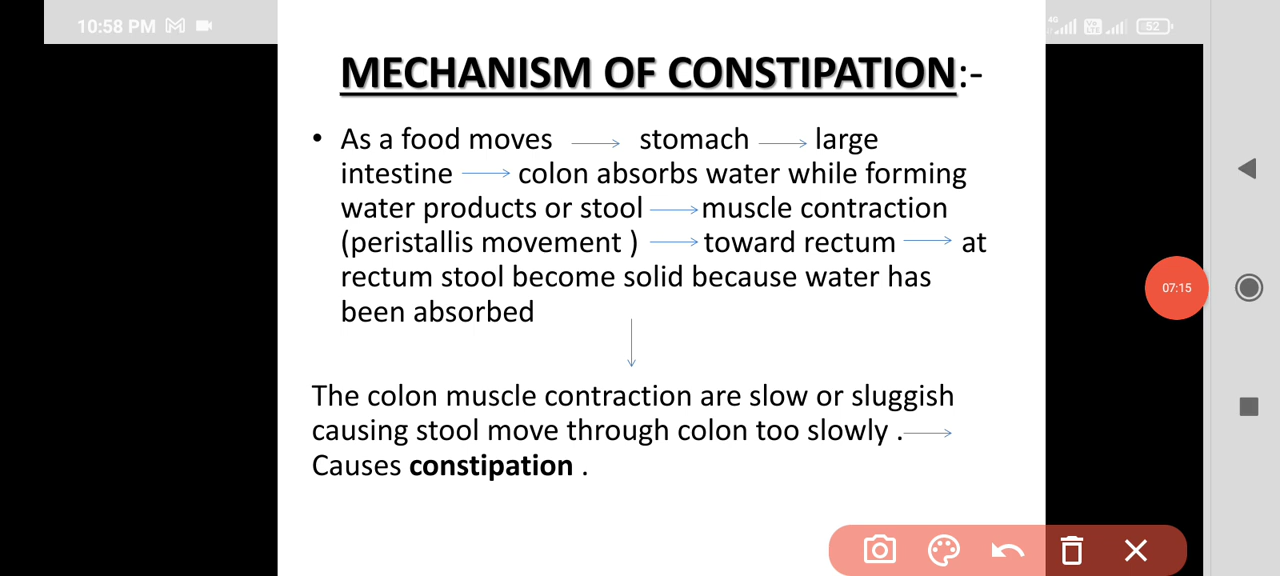 10:58 PM
4G
Vo LTE
52
MECHANISM OF CONSTIPATION:-
• As a food moves → stomach → large
intestine → colon absorbs water while forming
water products or stool → muscle contraction
(peristallis movement ) → toward rectum → at
rectum stool become solid because water has
been absorbed
07:15
The colon muscle contraction are slow or sluggish
causing stool move through colon too slowly . →
Causes constipation .